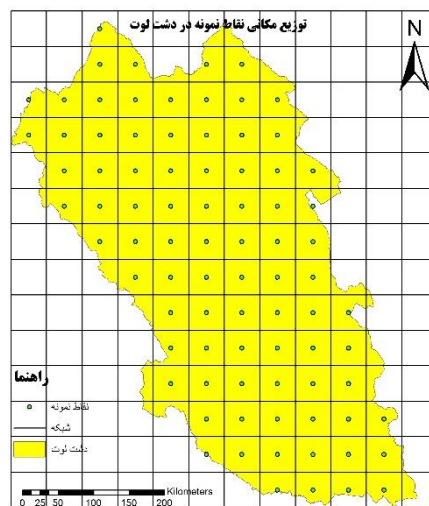 توزیع مکانی نقاط نمونه در دشت لوت
N
راهنما
نقاط نمونه
شبکه
دشت لوت
Kilometers
0 25 50 100 150 200